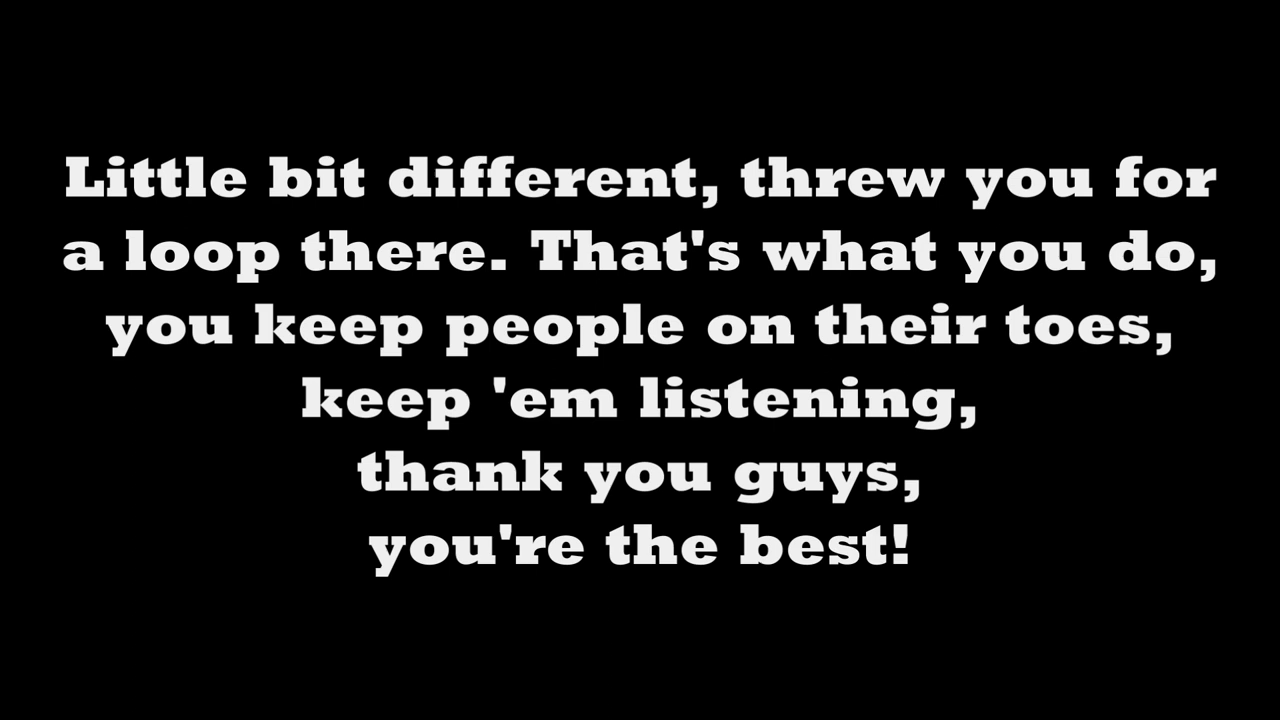 Little bit different, threw you for
a loop there. That's what you do,
you keep people on their toes,
keep 'em listening,
thank you guys,
you're the best!